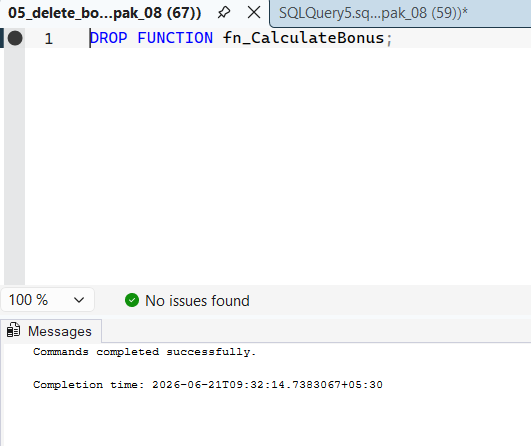 05_delete_bo...pak_08 (67))
SQLQuery5.sq...pak_08 (59))*
1 DROP FUNCTION fn_CalculateBonus;
100 %
No issues found
Messages
Commands completed successfully.
Completion time: 2026-06-21T09:32:14.7383067+05:30